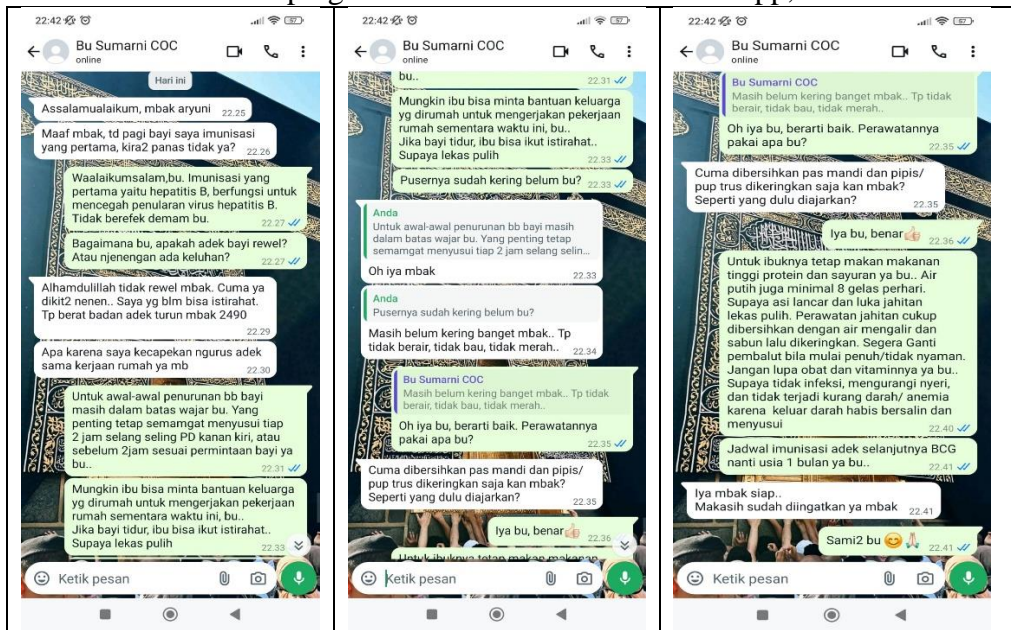 pp,
22:42
57
Bu Sumarni COC
online
Hari ini
Assalamualaikum, mbak aryuni 22.25
Maaf mbak, td pagi bayi saya imunisasi
yang pertama, kira2 panas tidak ya? 22.26
Waalaikumsalam,bu. Imunisasi yang
pertama yaitu hepatitis B, berfungsi untuk
mencegah penularan virus hepatitis B.
Tidak berefek demam bu. 22.27
Bagaimana bu, apakah adek bayi rewel?
Atau njenengan ada keluhan? 22.27
Alhamdulillah tidak rewel mbak. Cuma ya
dikit2 nenen.. Saya yg blm bisa istirahat.
Tp berat badan adek turun mbak 2490
22.29
Apa karena saya kecapekan ngurus adek
sama kerjaan rumah ya mb 22.30
Untuk awal-awal penurunan bb bayi
masih dalam batas wajar bu. Yang
penting tetap semamgat menyusui tiap
2 jam selang seling PD kanan kiri, atau
sebelum 2jam sesuai permintaan bayi ya
bu.. 22.31
Mungkin ibu bisa minta bantuan keluarga
yg dirumah untuk mengerjakan pekerjaan
rumah sementara waktu ini, bu..
Jika bayi tidur, ibu bisa ikut istirahat..
Supaya lekas pulih 22.33
Ketik pesan
22:42
57
Bu Sumarni COC
online
bu.. 22.31
Mungkin ibu bisa minta bantuan keluarga
yg dirumah untuk mengerjakan pekerjaan
rumah sementara waktu ini, bu..
Jika bayi tidur, ibu bisa ikut istirahat..
Supaya lekas pulih 22.33
Pusernya sudah kering belum bu? 22.33
Anda
Untuk awal-awal penurunan bb bayi masih
dalam batas wajar bu. Yang penting tetap
semamgat menyusui tiap 2 jam selang selin...
Oh iya mbak 22.33
Anda
Pusernya sudah kering belum bu?
Masih belum kering banget mbak.. Tp
tidak berair, tidak bau, tidak merah.. 22.34
Bu Sumarni COC
Masih belum kering banget mbak.. Tp tidak
berair, tidak bau, tidak merah..
Oh iya bu, berarti baik. Perawatannya
pakai apa bu? 22.35
Cuma dibersihkan pas mandi dan pipis/
pup trus dikeringkan saja kan mbak?
Seperti yang dulu diajarkan? 22.35
Iya bu, benar👍 22.36
Untuk ibuknya tetap makan makanan
Ketik pesan
22:42
57
Bu Sumarni COC
online
Bu Sumarni COC
Masih belum kering banget mbak.. Tp tidak
berair, tidak bau, tidak merah..
Oh iya bu, berarti baik. Perawatannya
pakai apa bu? 22.35
Cuma dibersihkan pas mandi dan pipis/
pup trus dikeringkan saja kan mbak?
Seperti yang dulu diajarkan? 22.35
Iya bu, benar👍 22.36
Untuk ibuknya tetap makan makanan
tinggi protein dan sayuran ya bu.. Air
putih juga minimal 8 gelas perhari.
Supaya asi lancar dan luka jahitan
lekas pulih. Perawatan jahitan cukup
dibersihkan dengan air mengalir dan
sabun lalu dikeringkan. Segera Ganti
pembalut bila mulai penuh/tidak nyaman.
Jangan lupa obat dan vitaminnya ya bu..
Supaya tidak infeksi, mengurangi nyeri,
dan tidak terjadi kurang darah/ anemia
karena keluar darah habis bersalin dan
menyusui 22.40
Jadwal imunisasi adek selanjutnya BCG
nanti usia 1 bulan ya bu.. 22.41
Iya mbak siap..
Makasih sudah diingatkan ya mbak 22.41
Sami2 bu 😊🙏 22.41
Ketik pesan